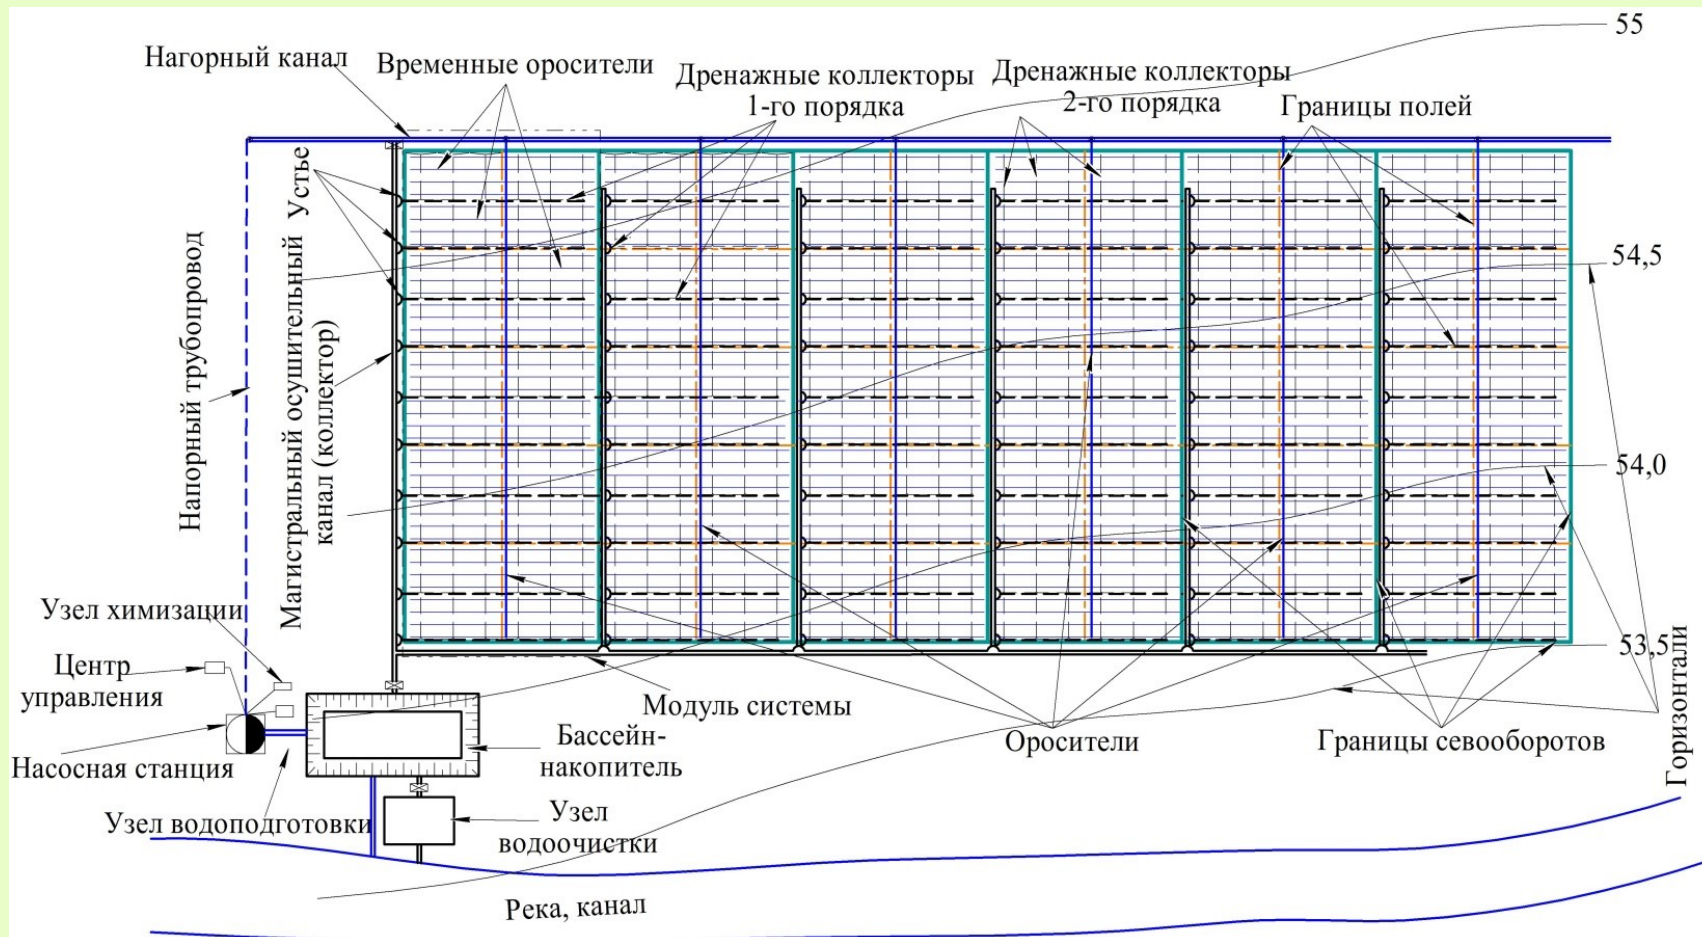 55
Нагорный канал
Временные оросители
Дренажные коллекторы
1-го порядка
Дренажные коллекторы
2-го порядка
Границы полей
Устье
Магистральный осушительный
канал (коллектор)
Напорный трубопровод
54,5
54,0
53,5
Горизонтали
Узел химизации
Центр
управления
Насосная станция
Узел водоподготовки
Модуль системы
Бассейн-
накопитель
Узел
водоочистки
Оросители
Границы севооборотов
Река, канал